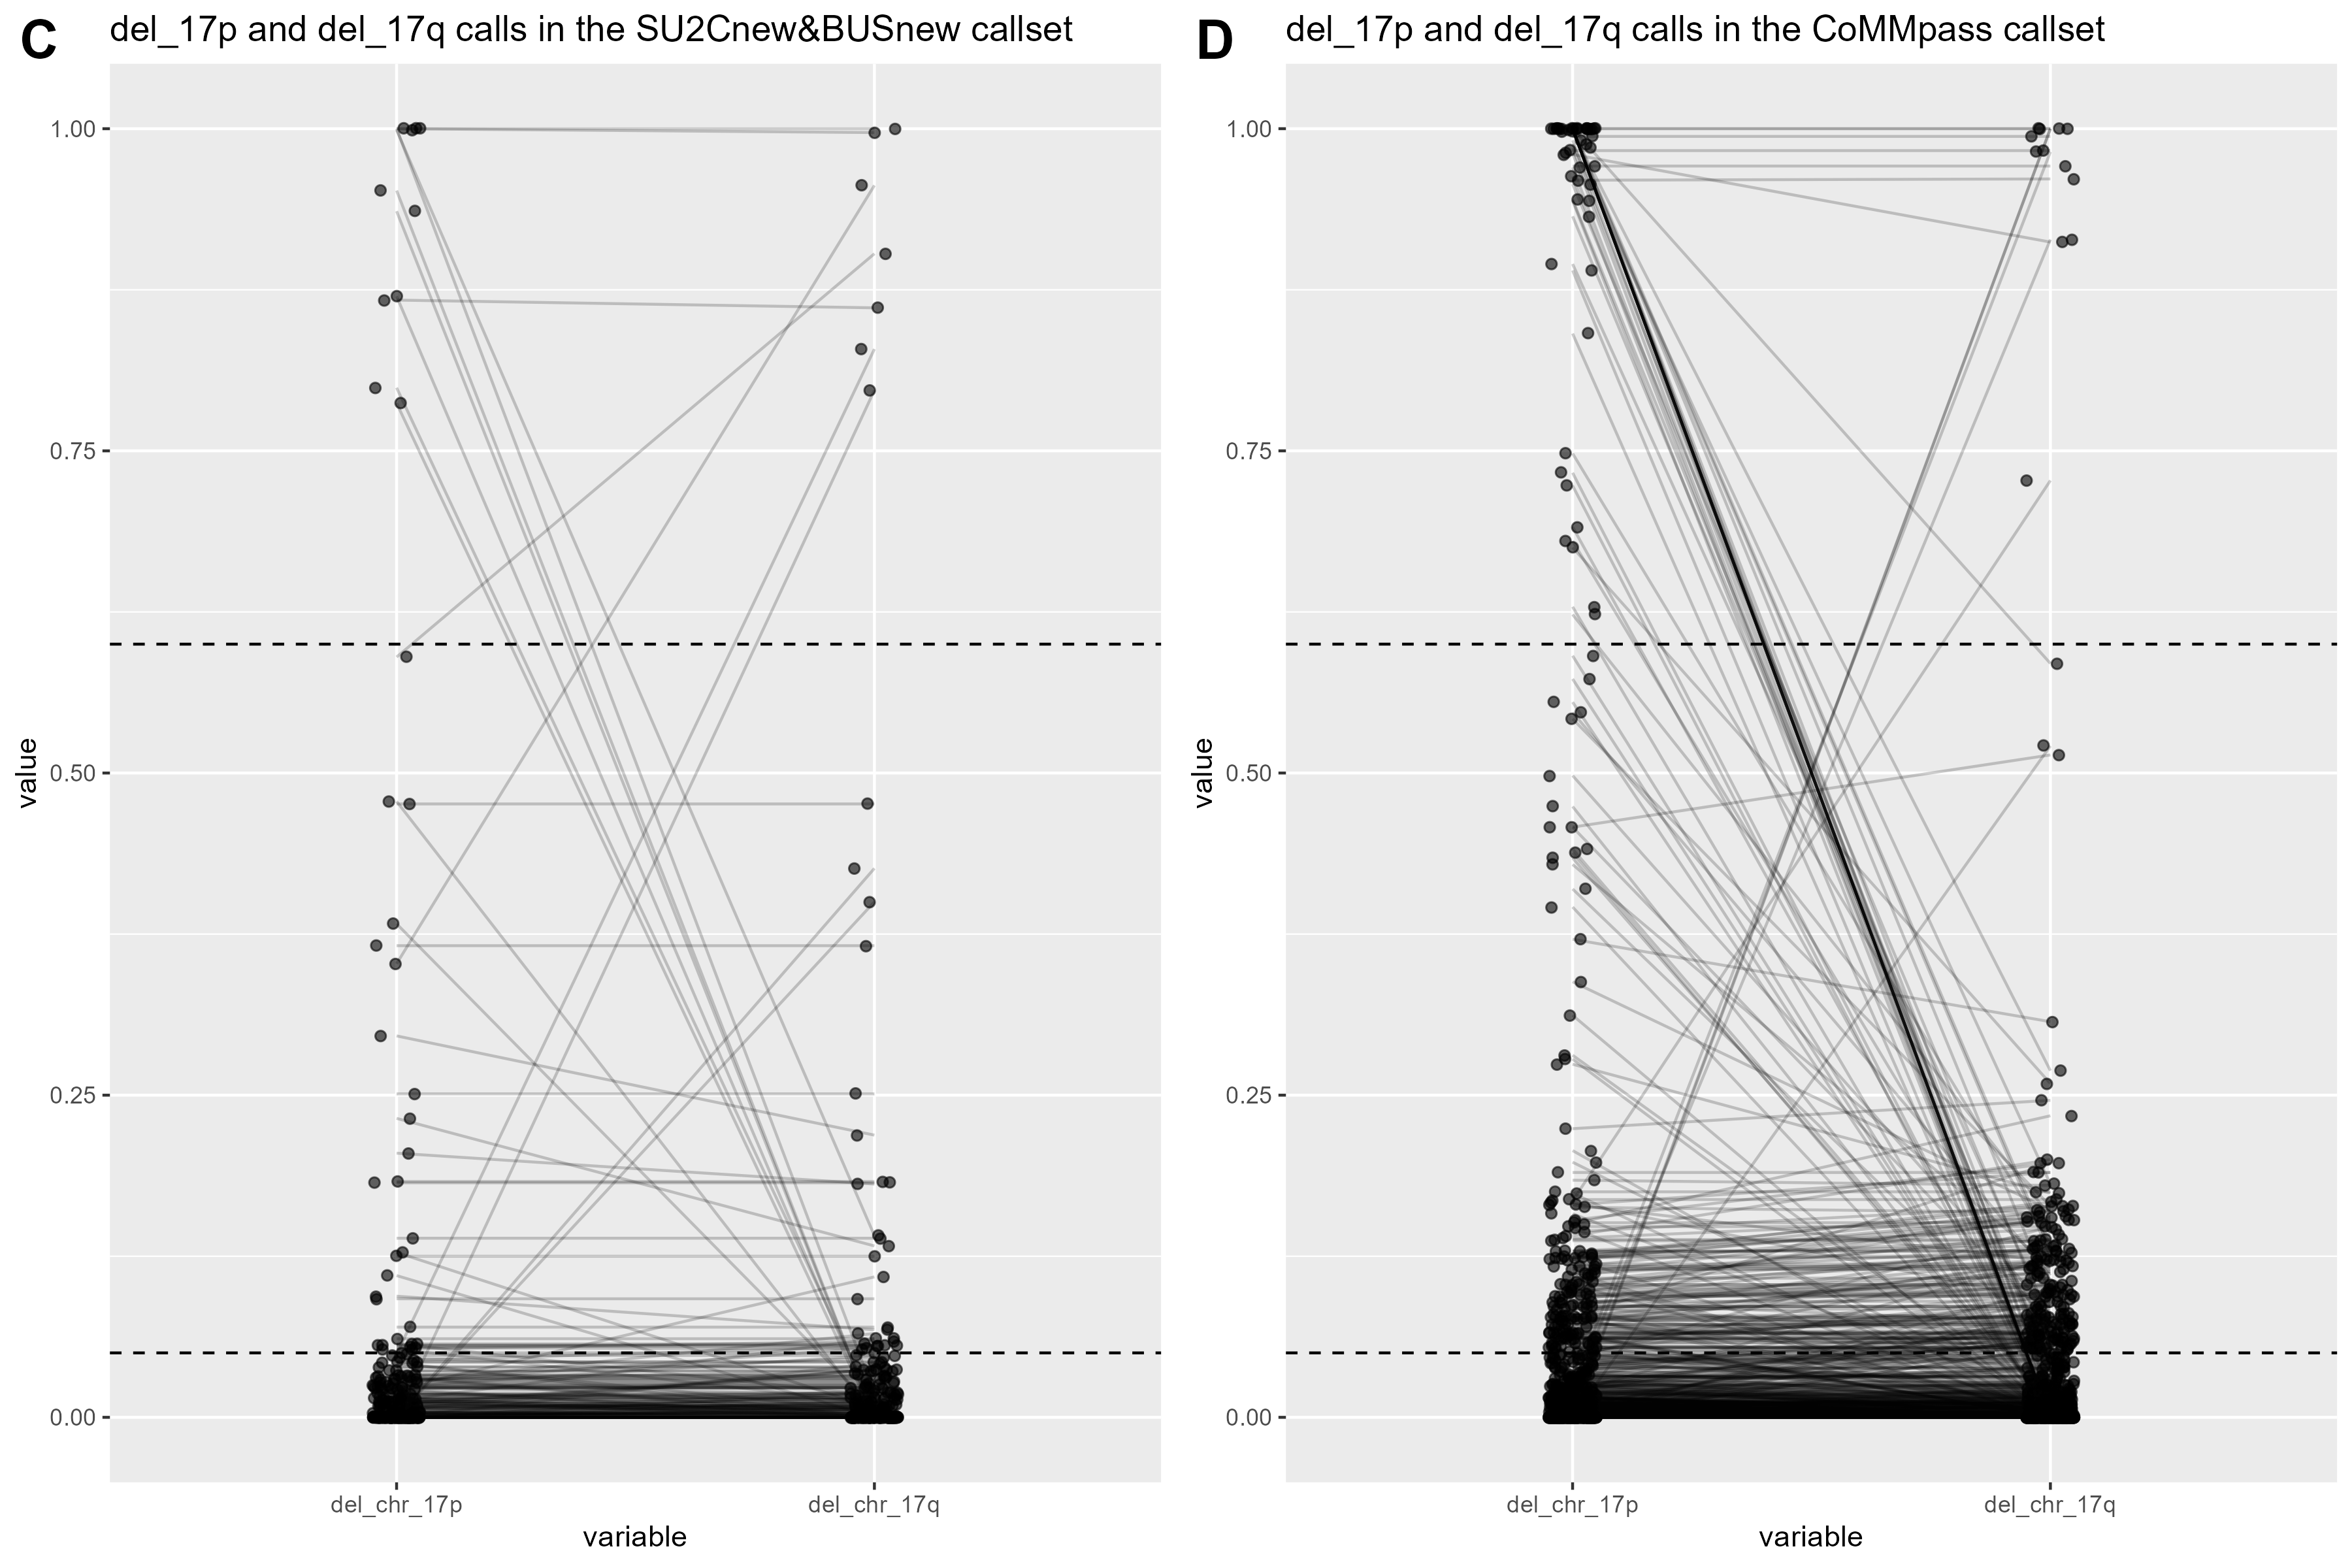 C del_17p and del_17q calls in the SU2Cnew&BUSnew callset
value
1.00
0.75
0.50
0.25
0.00
del_chr_17p del_chr_17q
variable
D del_17p and del_17q calls in the CoMMpass callset
value
1.00
0.75
0.50
0.25
0.00
del_chr_17p del_chr_17q
variable